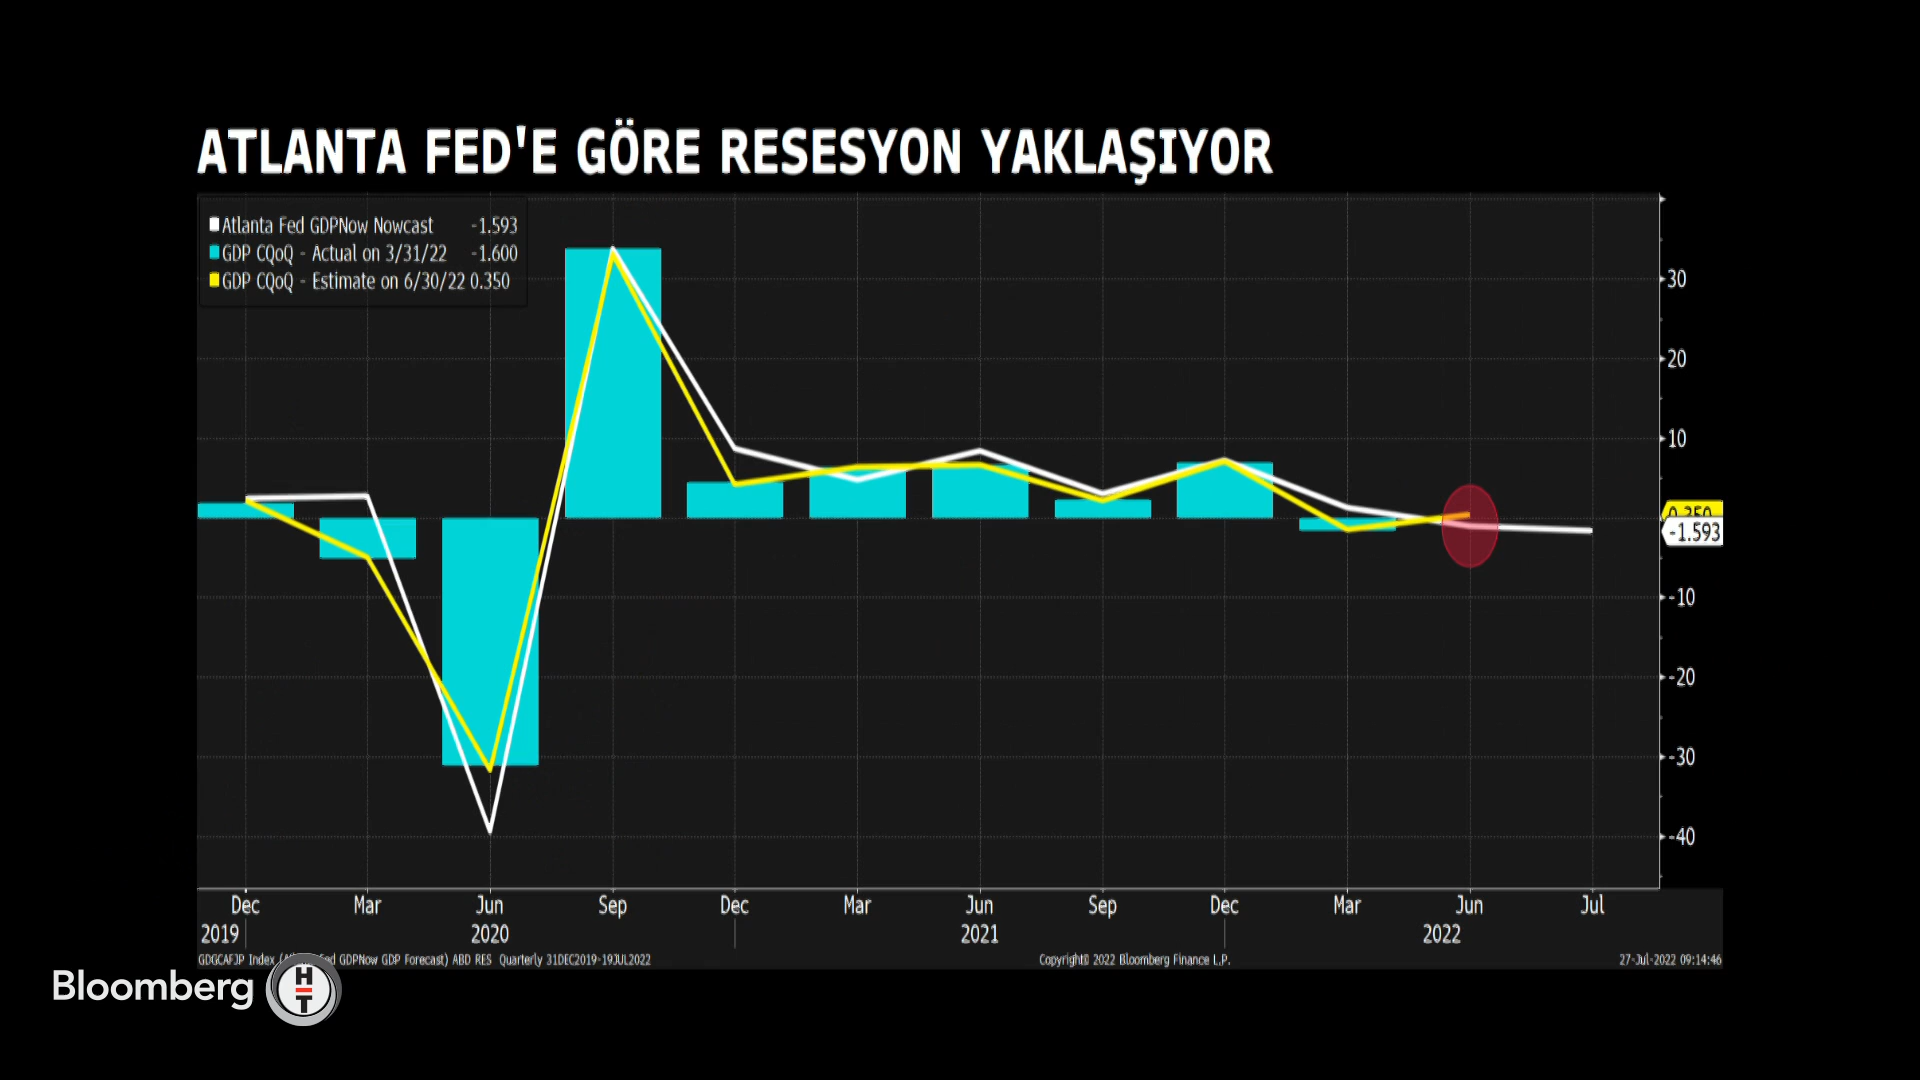 ATLANTA FED'E GÖRE RESESYON YAKLAŞIYOR
Atlanta Fed GDPNow Nowcast -1.593
GDP CQoQ - Actual on 3/31/22 -1.600
GDP CQoQ - Estimate on 6/30/22 0.350
30
20
10
0.350
-1.593
-10
-20
-30
-40
Dec Mar Jun Sep Dec Mar Jun Sep Dec Mar Jun Jul
2019 2020 2021 2022
GDGCAFJP Index GDPNow GDP Forecast) ABD RES Quarterly 31DEC2019-19JUL2022 Copyright© 2022 Bloomberg Finance L.P. 27-Jul-2022 09:14:46
Bloomberg HT